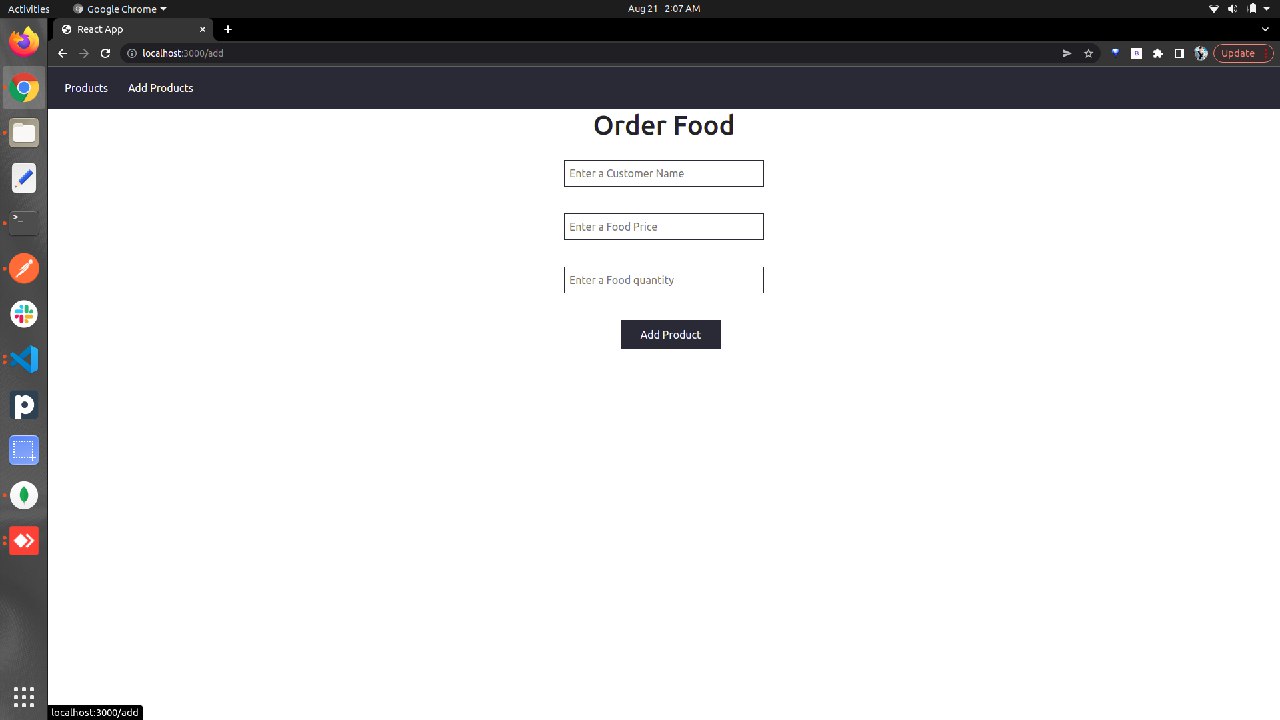 Activities
Google Chrome
Aug 21 2:07 AM
React App
localhost:3000/add
Update
Products
Add Products
Order Food
Enter a Customer Name
Enter a Food Price
Enter a Food quantity
Add Product
localhost:3000/add